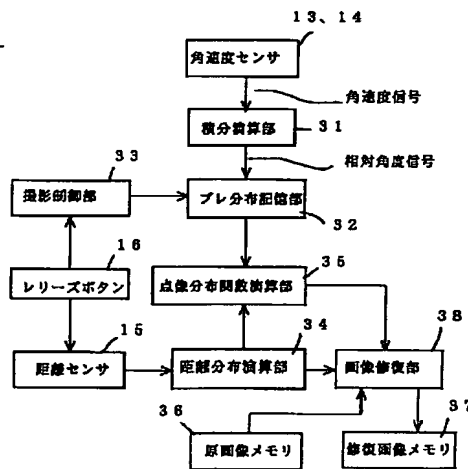 13、14
角速度センサ
角速度信号
積分演算部
31
相対角度信号
33
撮影制御部
ブレ分布記憶部
32
16
35
レリーズボタン
点像分布関数演算部
15
34
38
距離センサ
距離分布演算部
画像修復部
36
37
原画像メモリ
修復画像メモリ